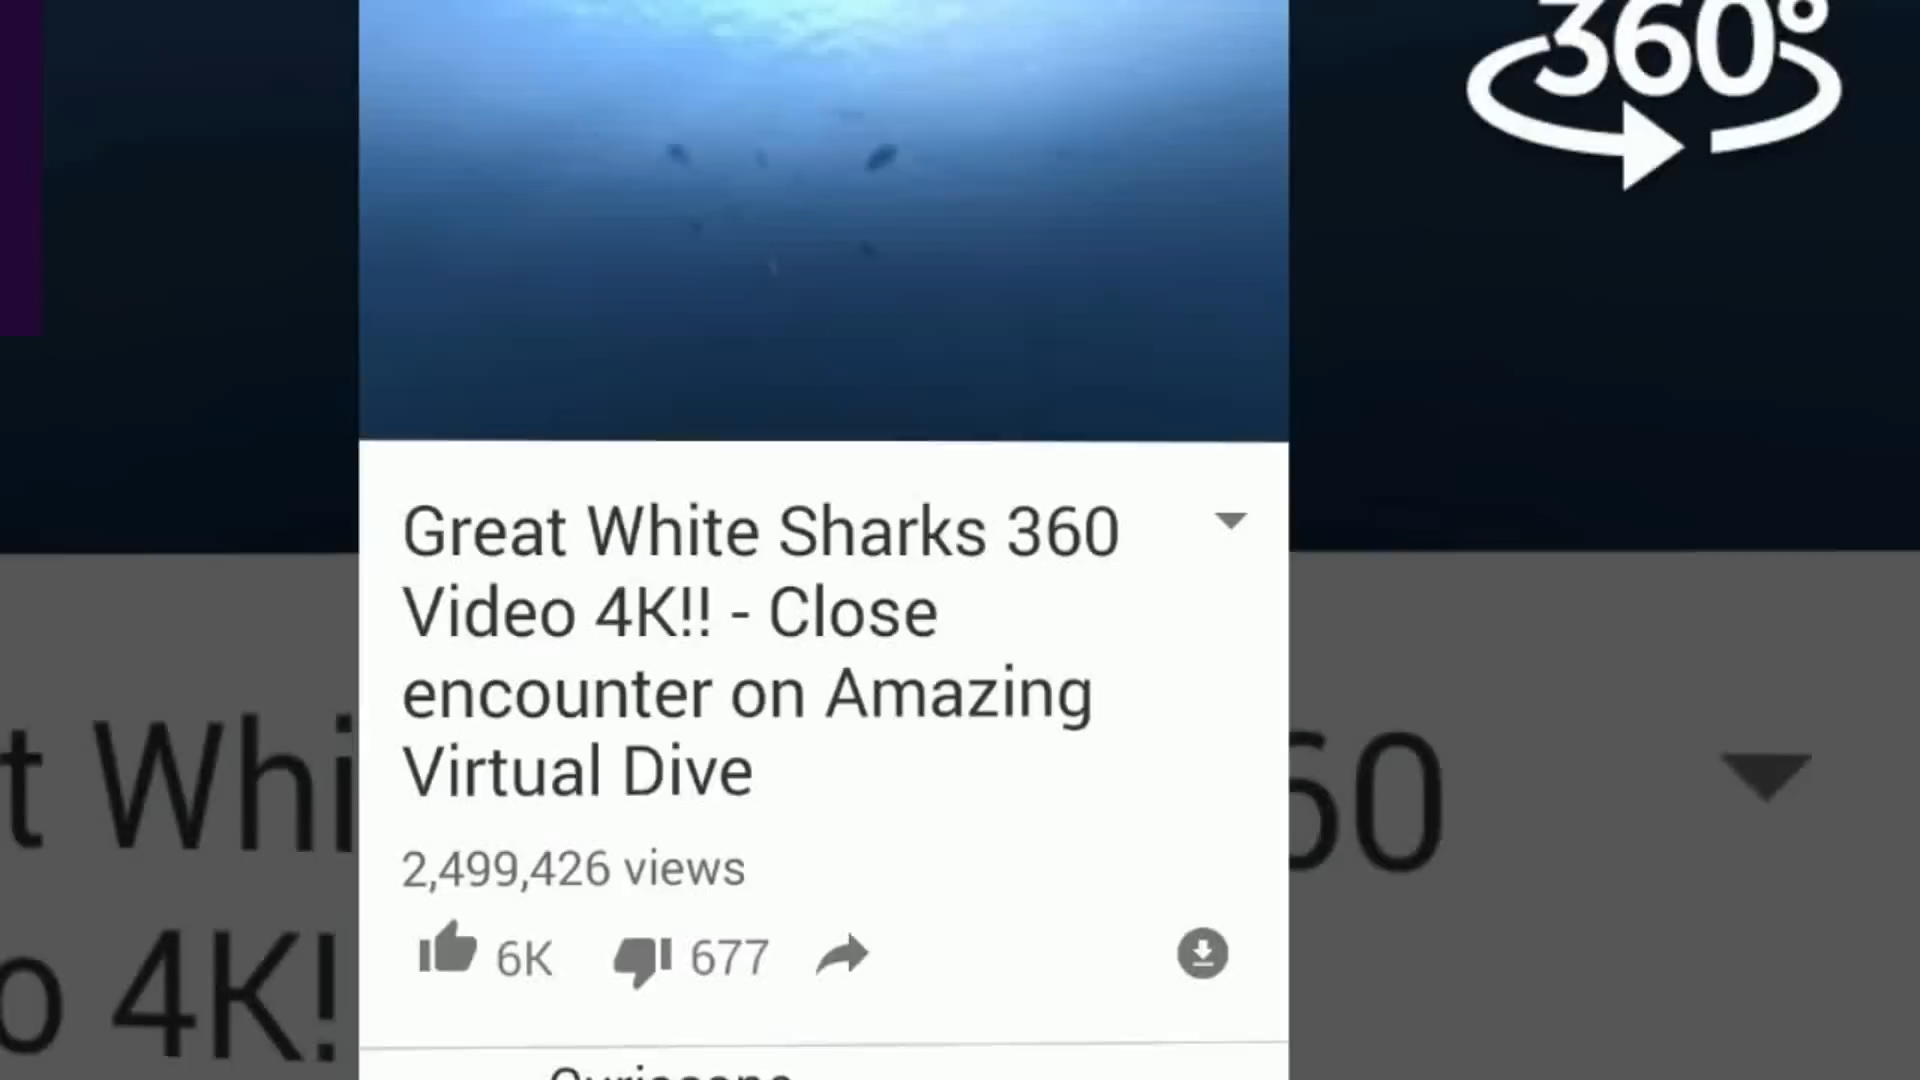 360°
Great White Sharks 360
Video 4K!! - Close
encounter on Amazing
Virtual Dive
2,499,426 views
6K 677
t Whi
60
o 4K!